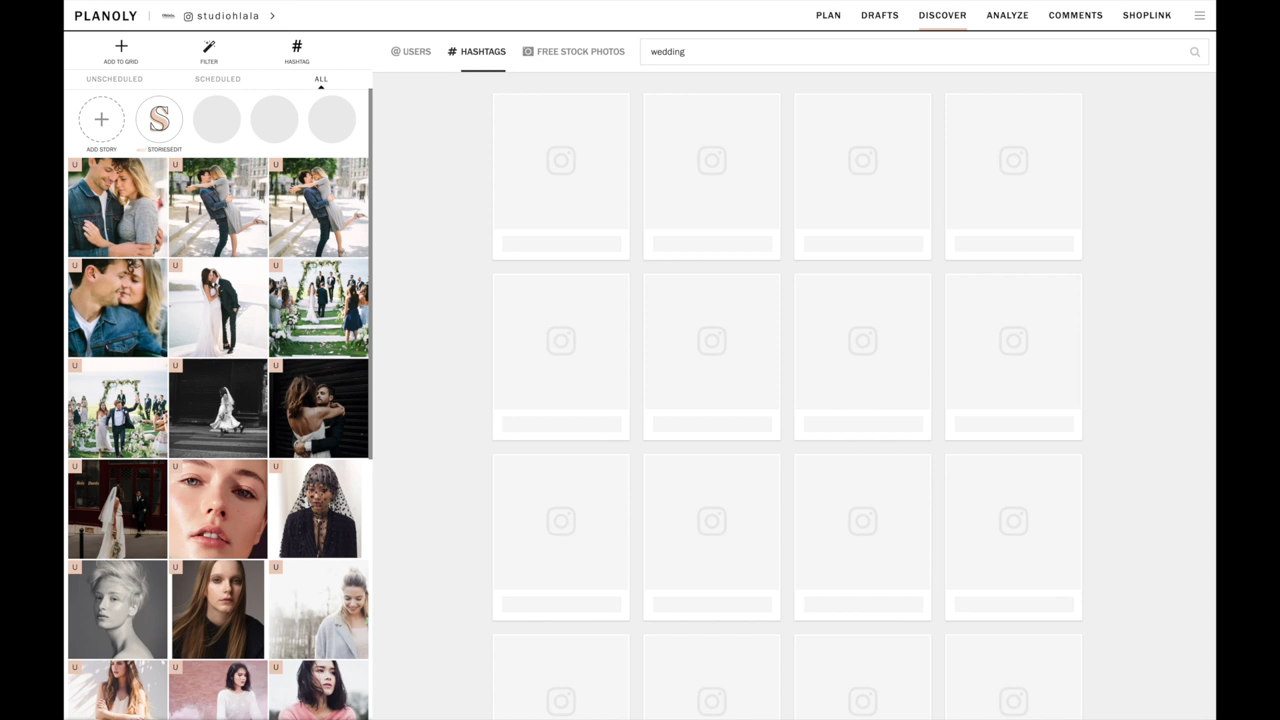 PLANOLY studiohlala PLAN DRAFTS DISCOVER ANALYZE COMMENTS SHOPLINK
ADD TO GRID FILTER # HASHTAG
@ USERS # HASHTAGS FREE STOCK PHOTOS wedding
UNSCHEDULED SCHEDULED ALL
S
ADD STORY STORIESEDIT
U U U
U U U
U U U
U U
U U U
U U U